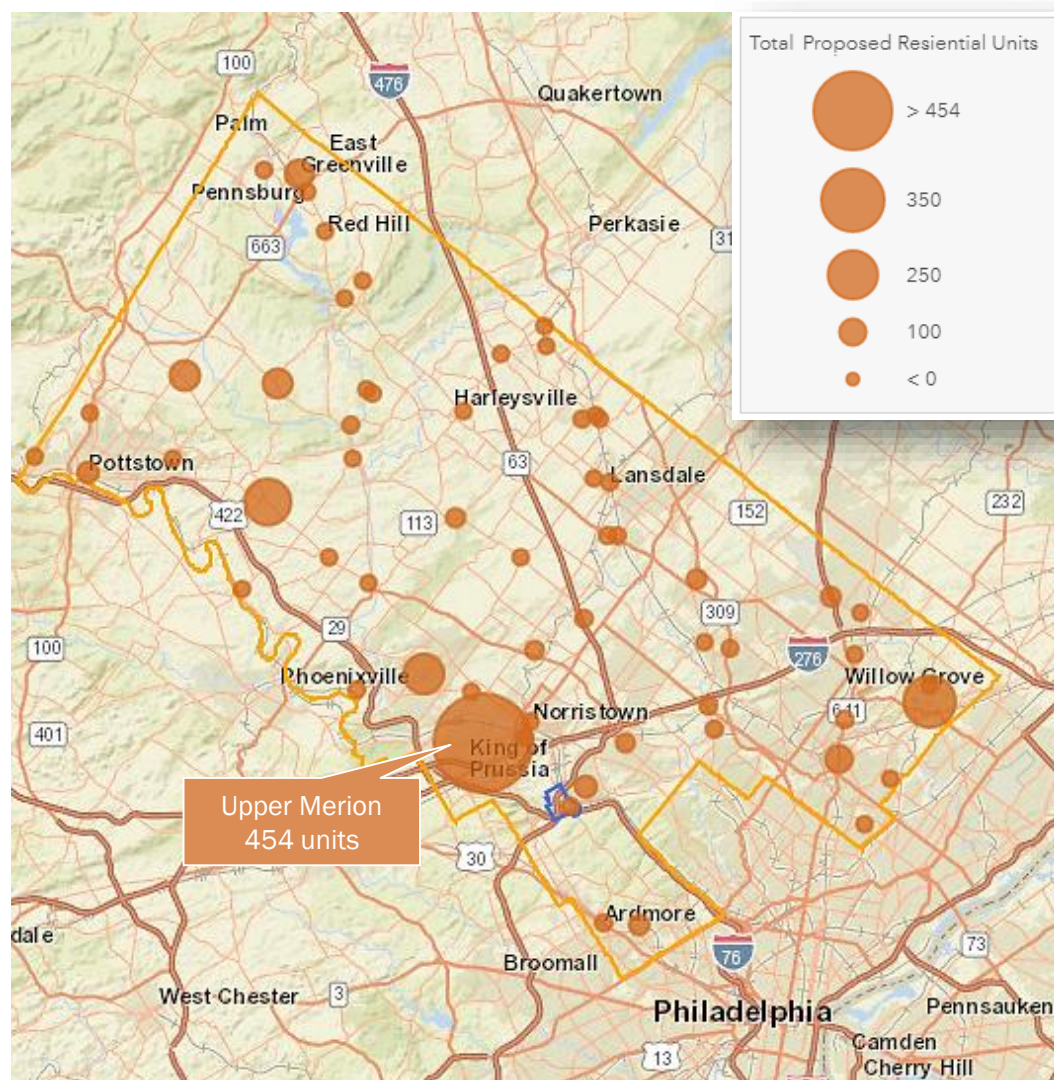 Total Proposed Resiential Units
> 454
350
250
100
< 0
100
476
Quakertown
Palm
East
Greenville
Pennsburg
Red Hill
Perkasie
663
31
Harleysville
Pottstown
63
Lansdale
422
113
152
232
309
29
100
276
Phoenixville
Willow Grove
Norristown
611
401
King of
Prussia
Upper Merion
454 units
30
Ardmore
dale
73
Broomall
76
West Chester
3
Philadelphia
Pennsauken
Camden
13
Cherry Hill